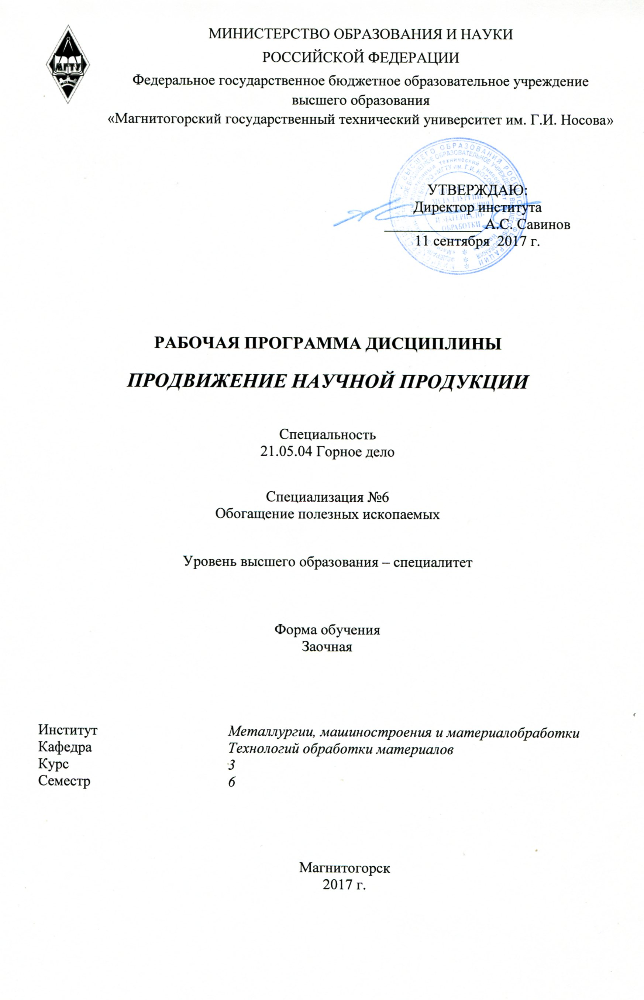 МИНИСТЕРСТВО ОБРАЗОВАНИЯ И НАУКИ
РОССИЙСКОЙ ФЕДЕРАЦИИ
Федеральное государственное бюджетное образовательное учреждение
высшего образования
«Магнитогорский государственный технический университет им. Г.И. Носова»
МГТУ
УТВЕРЖДАЮ:
Директор института
А.С. Савинов
11 сентября 2017 г.
И МАТЕРИАЛО-
ОБРАБОТКИ
РАБОЧАЯ ПРОГРАММА ДИСЦИПЛИНЫ
ПРОДВИЖЕНИЕ НАУЧНОЙ ПРОДУКЦИИ
Специальность
21.05.04 Горное дело
Специализация №6
Обогащение полезных ископаемых
Уровень высшего образования – специалитет
Форма обучения
Заочная
Институт Металлургии, машиностроения и материалобработки
Кафедра Технологий обработки материалов
Курс 3
Семестр 6
Магнитогорск
2017 г.